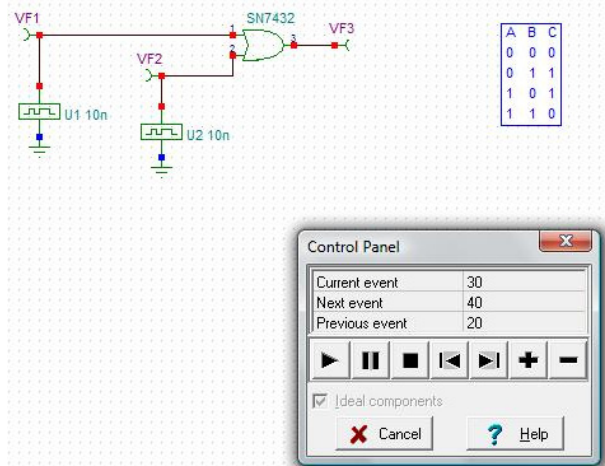 VF1
SN7432
VF3
1
2
3
VF2
U1 10n
U2 10n
A B C
0 0 0
0 1 1
1 0 1
1 1 0
Control Panel
Current event 30
Next event 40
Previous event 20
Ideal components
Cancel
? Help